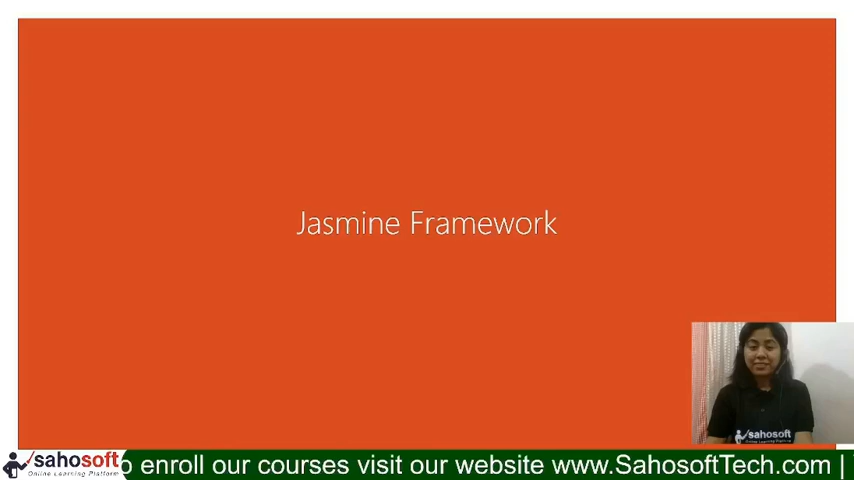 Jasmine Framework
sahosoft
Online Learning Platform
sahosoft
Online Learning Platform
o enroll our courses visit our website www.SahosoftTech.com |